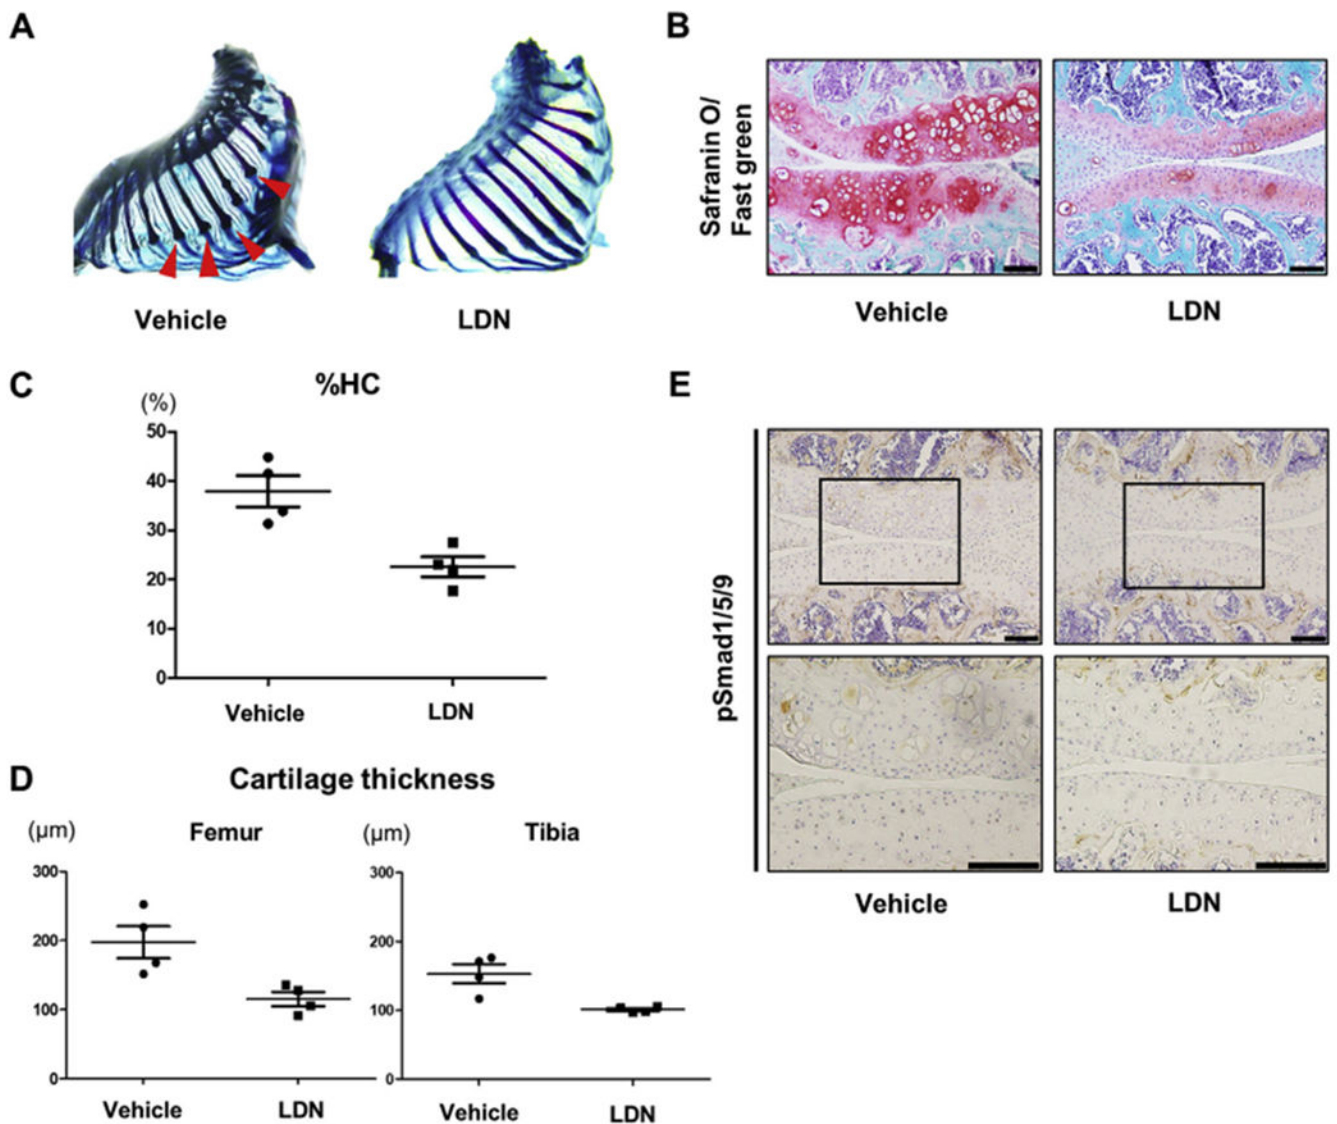 A
Vehicle
LDN
B
Safranin O/
Fast green
Vehicle
LDN
C
%HC
(%)
50
40
30
20
10
0
Vehicle
LDN
D
Cartilage thickness
(μm)
Femur
300
200
100
0
Vehicle
LDN
(μm)
Tibia
300
200
100
0
Vehicle
LDN
E
pSmad1/5/9
Vehicle
LDN